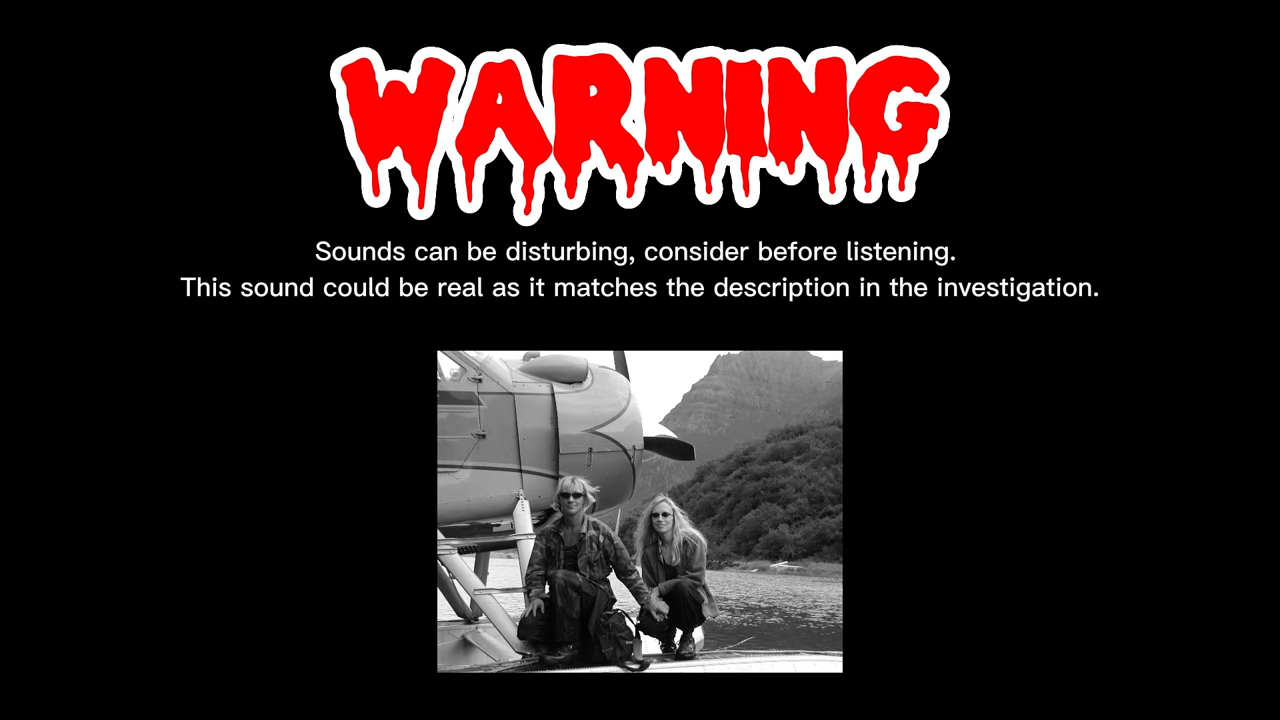 WARNING
Sounds can be disturbing, consider before listening.
This sound could be real as it matches the description in the investigation.